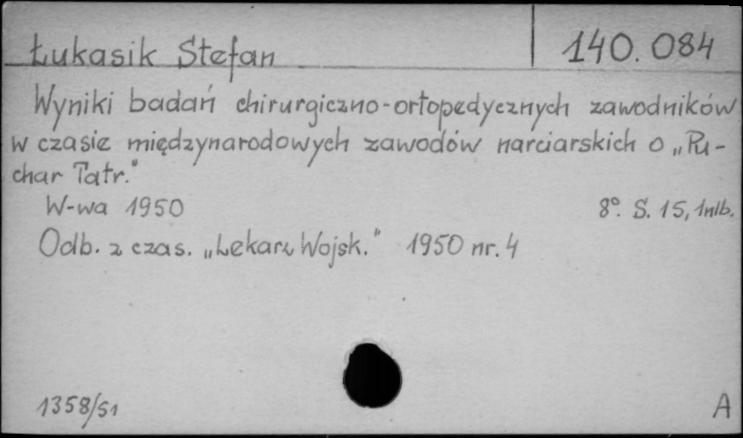 Łukasik Stefan 140.084
Wyniki badań chirurgiczno-ortopedycznych zawodników
w czasie międzynarodowych zawodów narciarskich o „Pu-
char Tatr."
W-wa 1950 8°. S. 15, 1nlb.
Odb. z czas. „Lekarz Wojsk." 1950 nr. 4
1358/51 A